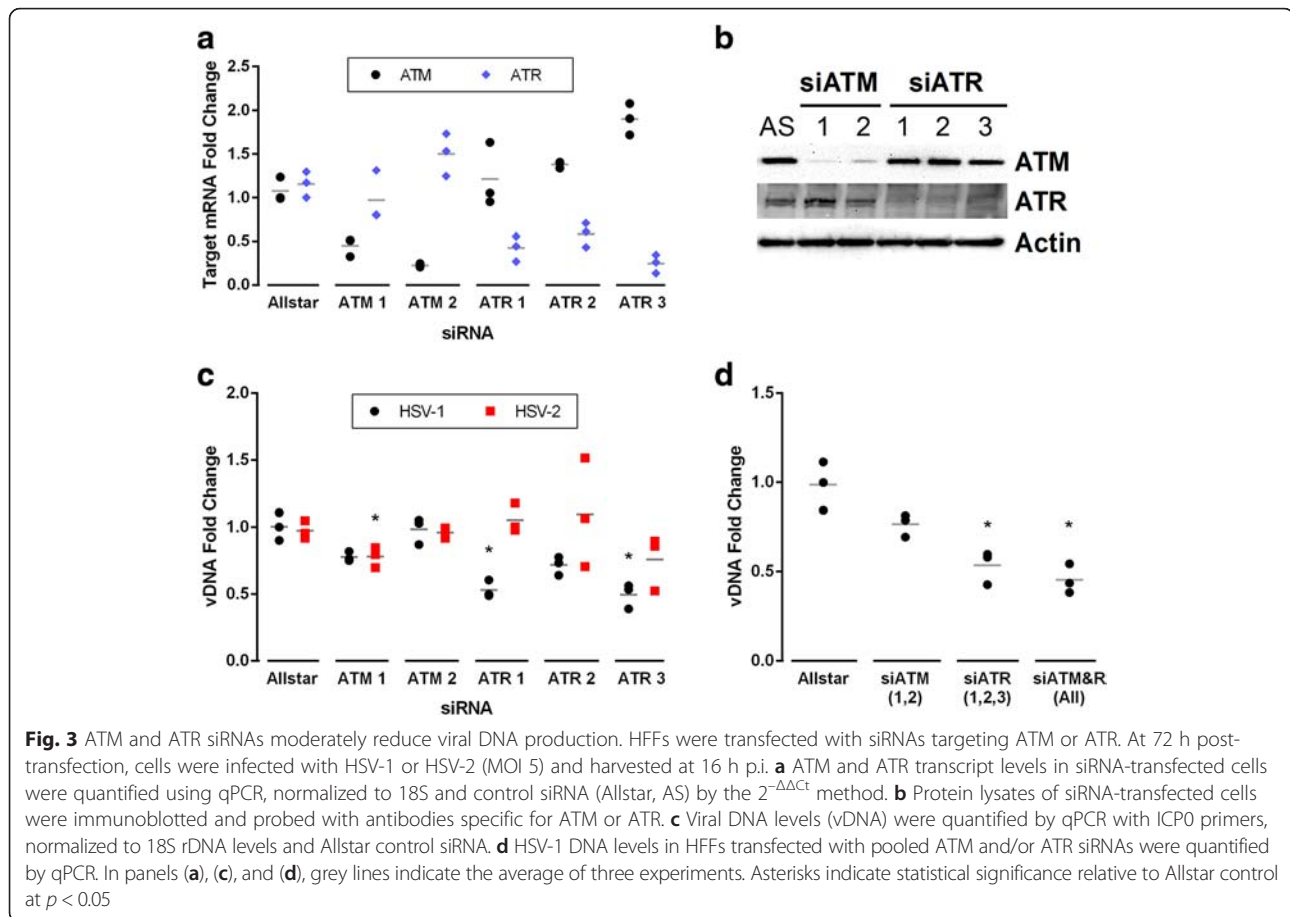 a
2.5
2.0
1.5
1.0
0.5
0.0
Target mRNA Fold Change
ATM ATR
Allstar ATM 1 ATM 2 ATR 1 ATR 2 ATR 3
siRNA
b
siATM siATR
AS 1 2 1 2 3
ATM
ATR
Actin
c
2.0
1.5
1.0
0.5
0.0
vDNA Fold Change
HSV-1 HSV-2
* * *
Allstar ATM 1 ATM 2 ATR 1 ATR 2 ATR 3
siRNA
d
1.5
1.0
0.5
0.0
vDNA Fold Change
* *
Allstar siATM siATR siATM&R
(1,2) (1,2,3) (All)
Fig. 3 ATM and ATR siRNAs moderately reduce viral DNA production. HFFs were transfected with siRNAs targeting ATM or ATR. At 72 h post-
transfection, cells were infected with HSV-1 or HSV-2 (MOI 5) and harvested at 16 h p.i. a ATM and ATR transcript levels in siRNA-transfected cells
were quantified using qPCR, normalized to 18S and control siRNA (Allstar, AS) by the 2^−ΔΔCt method. b Protein lysates of siRNA-transfected cells
were immunoblotted and probed with antibodies specific for ATM or ATR. c Viral DNA levels (vDNA) were quantified by qPCR with ICP0 primers,
normalized to 18S rDNA levels and Allstar control siRNA. d HSV-1 DNA levels in HFFs transfected with pooled ATM and/or ATR siRNAs were quantified
by qPCR. In panels (a), (c), and (d), grey lines indicate the average of three experiments. Asterisks indicate statistical significance relative to Allstar control
at p < 0.05